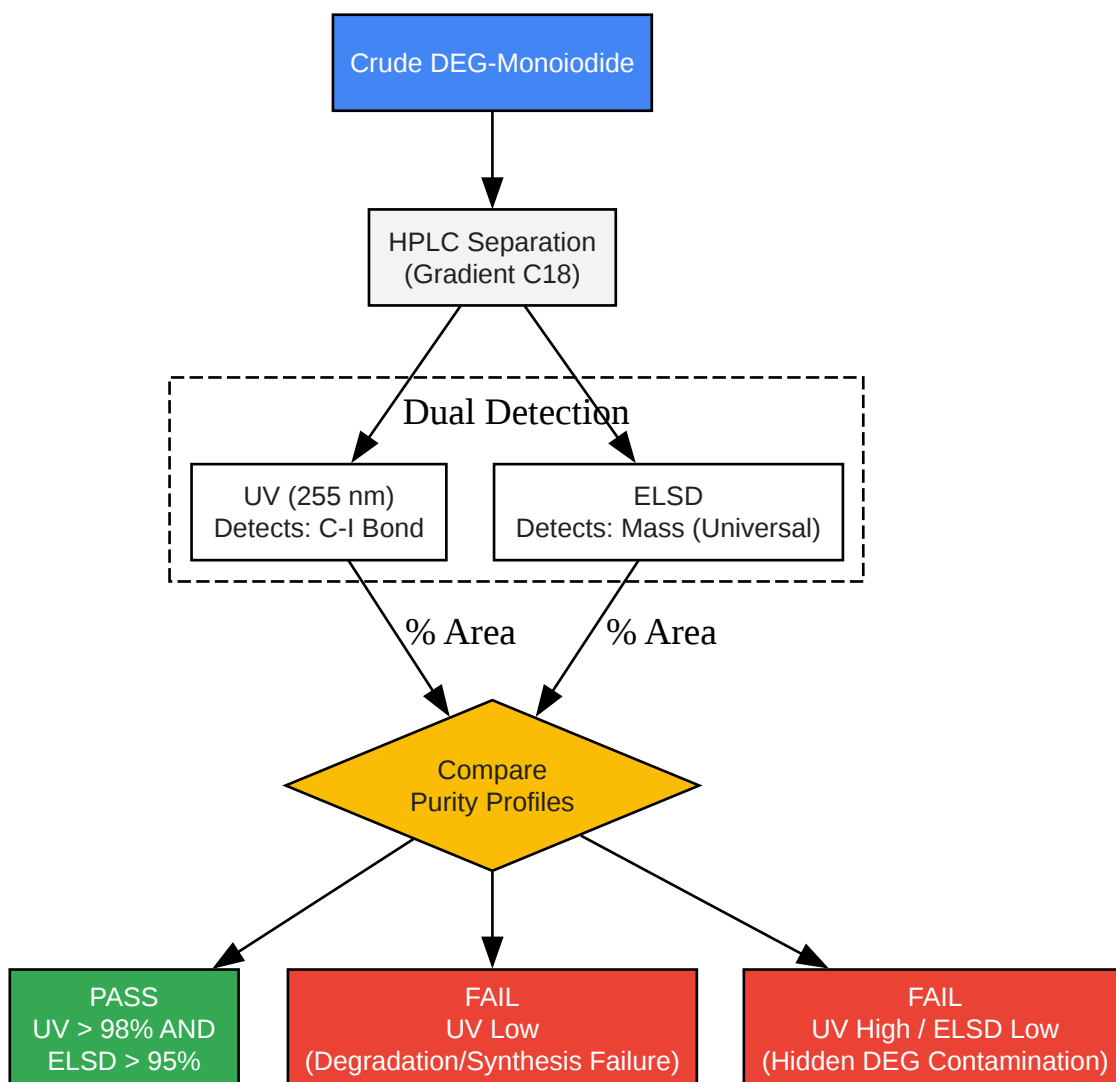 Crude DEG-Monoiodide
HPLC Separation
(Gradient C18)
Dual Detection
UV (255 nm)
Detects: C-I Bond
ELSD
Detects: Mass (Universal)
% Area
% Area
Compare
Purity Profiles
PASS
UV > 98% AND
ELSD > 95%
FAIL
UV Low
(Degradation/Synthesis Failure)
FAIL
UV High / ELSD Low
(Hidden DEG Contamination)